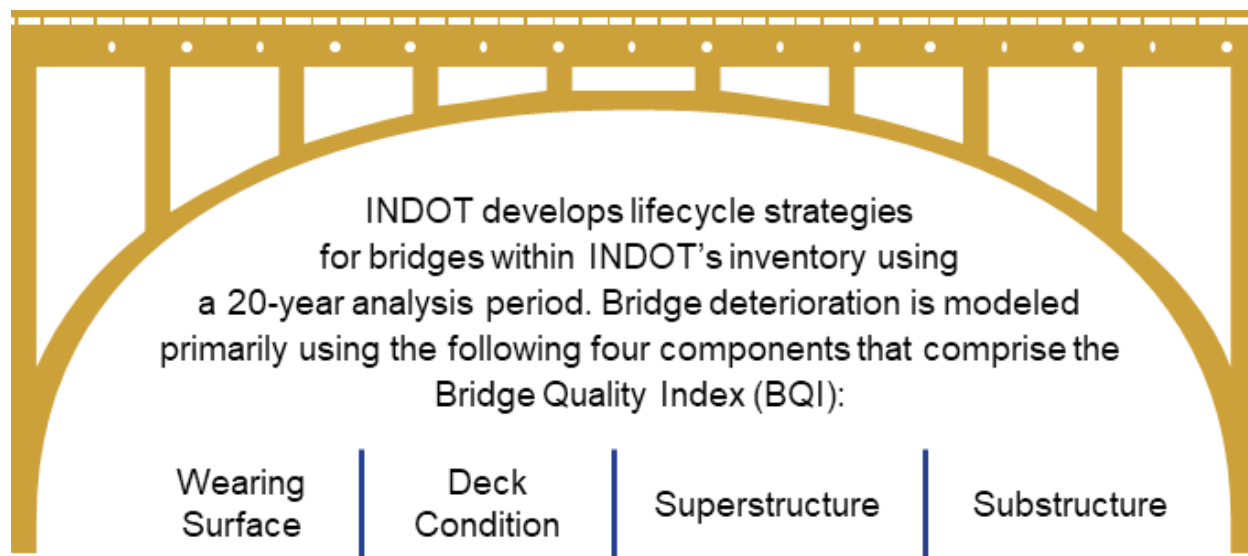 INDOT develops lifecycle strategies
for bridges within INDOT’s inventory using
a 20-year analysis period. Bridge deterioration is modeled
primarily using the following four components that comprise the
Bridge Quality Index (BQI):
Wearing
Surface
Deck
Condition
Superstructure
Substructure